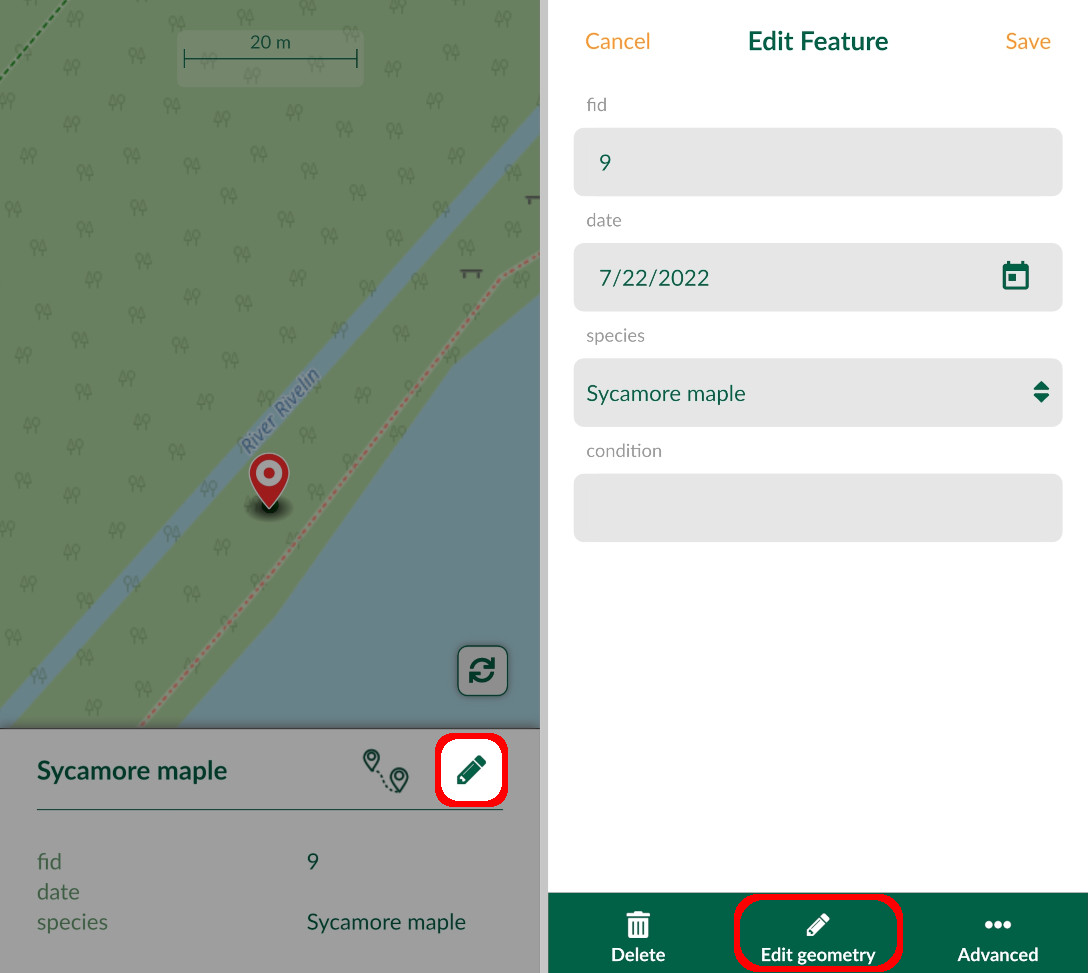 20 m
River Rivelin
Sycamore maple
fid 9
date
species Sycamore maple
Cancel Edit Feature Save
fid
9
date
7/22/2022
species
Sycamore maple
condition
Delete Edit geometry Advanced